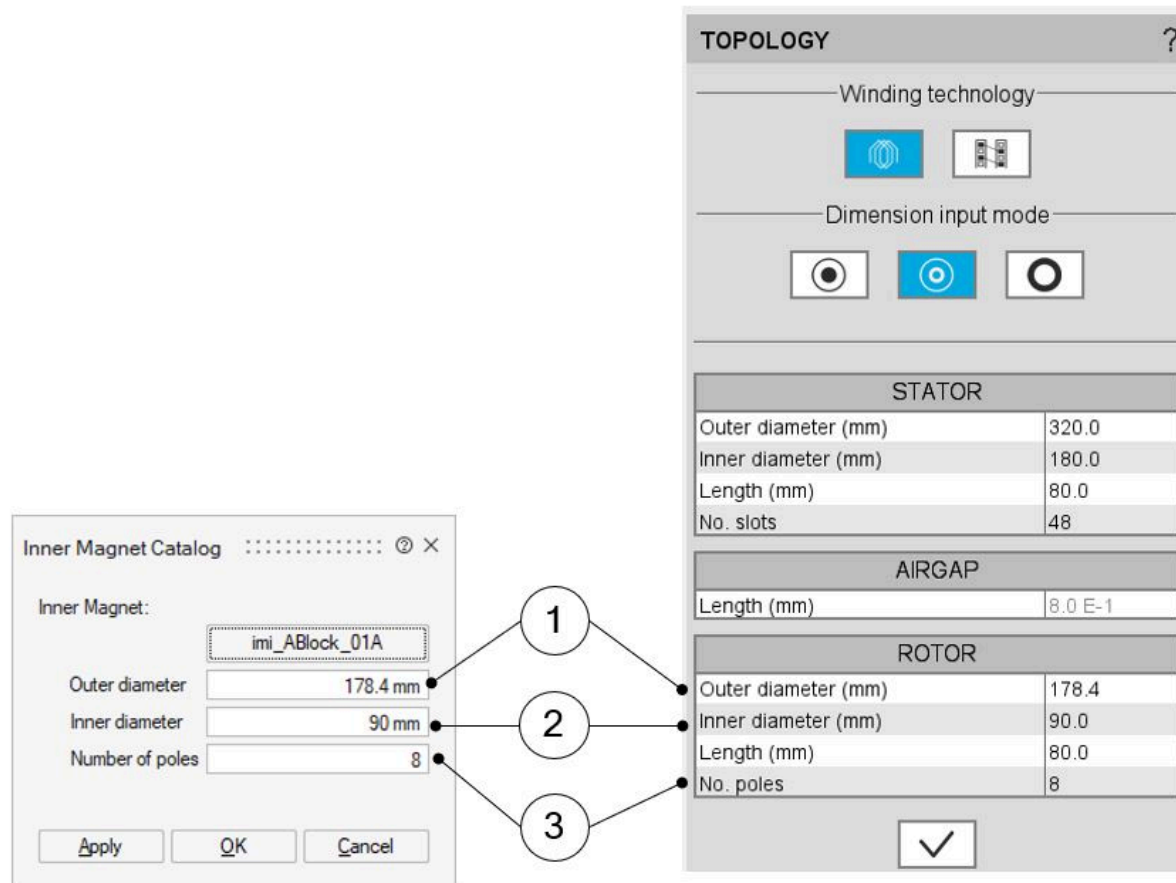 TOPOLOGY ?
Winding technology
Dimension input mode
STATOR
Outer diameter (mm) 320.0
Inner diameter (mm) 180.0
Length (mm) 80.0
No. slots 48
AIRGAP
Length (mm) 8.0 E-1
ROTOR
Outer diameter (mm) 178.4
Inner diameter (mm) 90.0
Length (mm) 80.0
No. poles 8
Inner Magnet Catalog
Inner Magnet:
imi_ABlock_01A
Outer diameter 178.4 mm
Inner diameter 90 mm
Number of poles 8
Apply OK Cancel
1
2
3